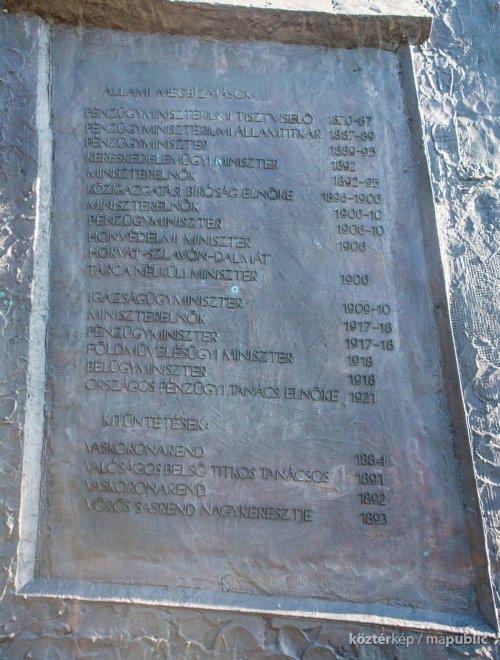 ÁLLAMI MEGBIZATÁSOK:
PÉNZÜGYMINISZTÉRIUMI TISZTVISELŐ 1870-87
PÉNZÜGYMINISZTÉRIUMI ÁLLAMTITKÁR 1887-89
PÉNZÜGYMINISZTER 1889-95
KERESKEDELEMÜGYI MINISZTER 1892
MINISZTERELNÖK 1892-95
KÖZIGAZGATÁSI BÍRÓSÁG ELNÖKE 1896-1906
MINISZTERELNÖK 1906-10
PÉNZÜGYMINISZTER 1906-10
HONVÉDELMI MINISZTER 1906
HORVÁT-SZLAVÓN-DALMÁT
TÁRCA NÉLKÜLI MINISZTER 1906
IGAZSÁGÜGYMINISZTER 1909-10
MINISZTERELNÖK 1917-18
PÉNZÜGYMINISZTER 1917-18
FÖLDMŰVELÉSÜGYI MINISZTER 1918
BELÜGYMINISZTER 1918
ORSZÁGOS PÉNZÜGYI TANÁCS ELNÖKE 1921
KITÜNTETÉSEK:
VASKORONAREND 1884
VALÓSÁGOS BELSŐ TITKOS TANÁCSOS 1891
VASKORONAREND 1892
VÖRÖS SASREND NAGYKERESZTJE 1893
köztérkép / mapublic